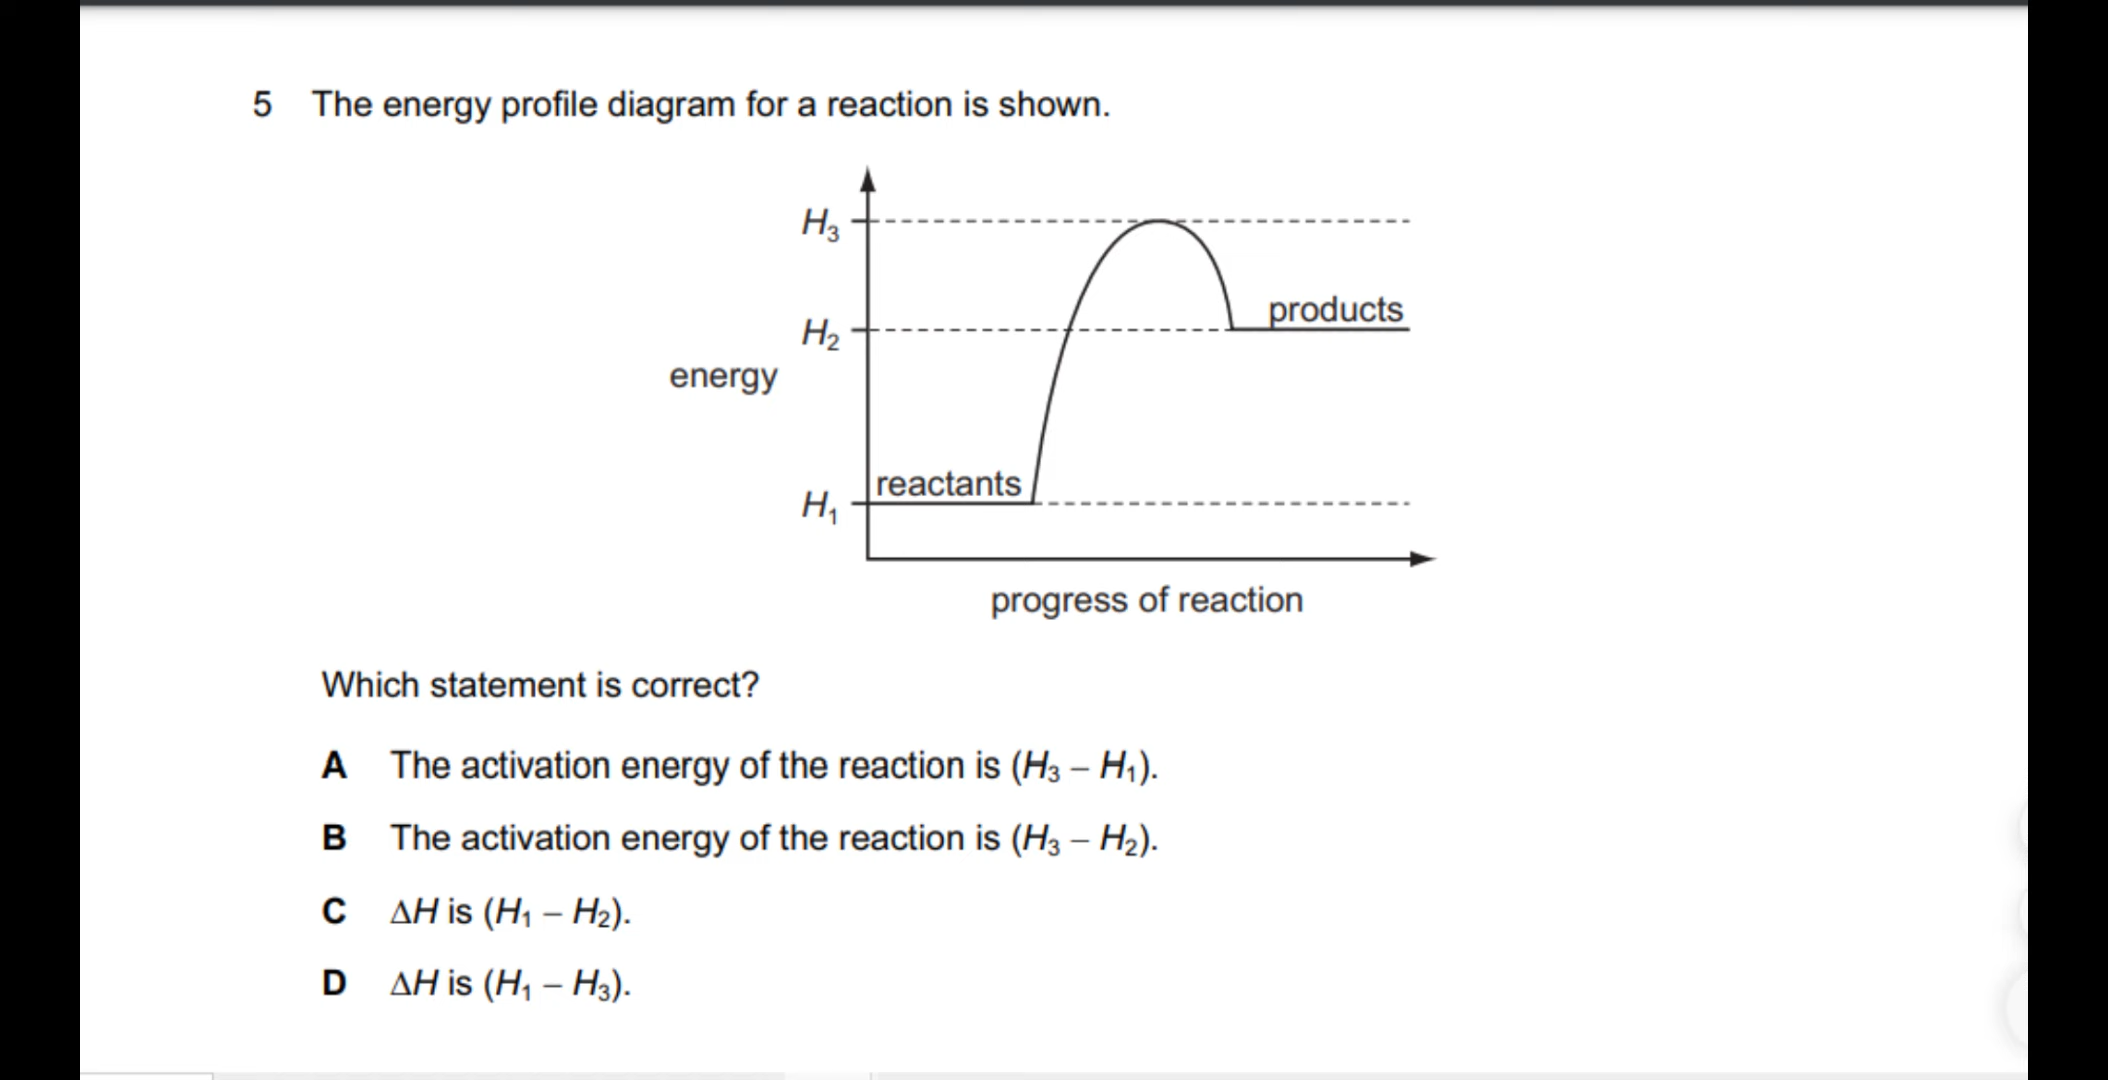 5 The energy profile diagram for a reaction is shown.
H₃
products
H₂
energy
reactants
H₁
progress of reaction
Which statement is correct?
A The activation energy of the reaction is (H₃ – H₁).
B The activation energy of the reaction is (H₃ – H₂).
C ΔH is (H₁ – H₂).
D ΔH is (H₁ – H₃).